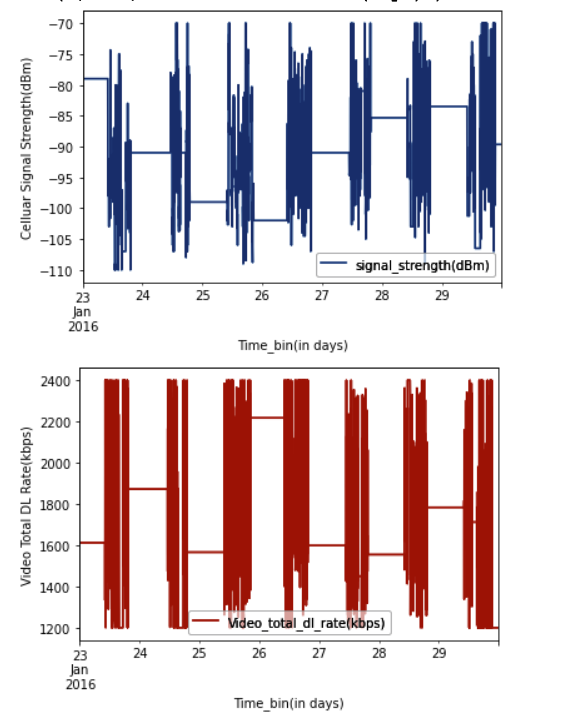 −70
−75
−80
−85
−90
−95
−100
−105
−110
Celluar Signal Strength(dBm)
signal_strength(dBm)
23 24 25 26 27 28 29
Jan
2016
Time_bin(in days)
2400
2200
2000
1800
1600
1400
1200
Video Total DL Rate(kbps)
Video_total_dl_rate(kbps)
23 24 25 26 27 28 29
Jan
2016
Time_bin(in days)